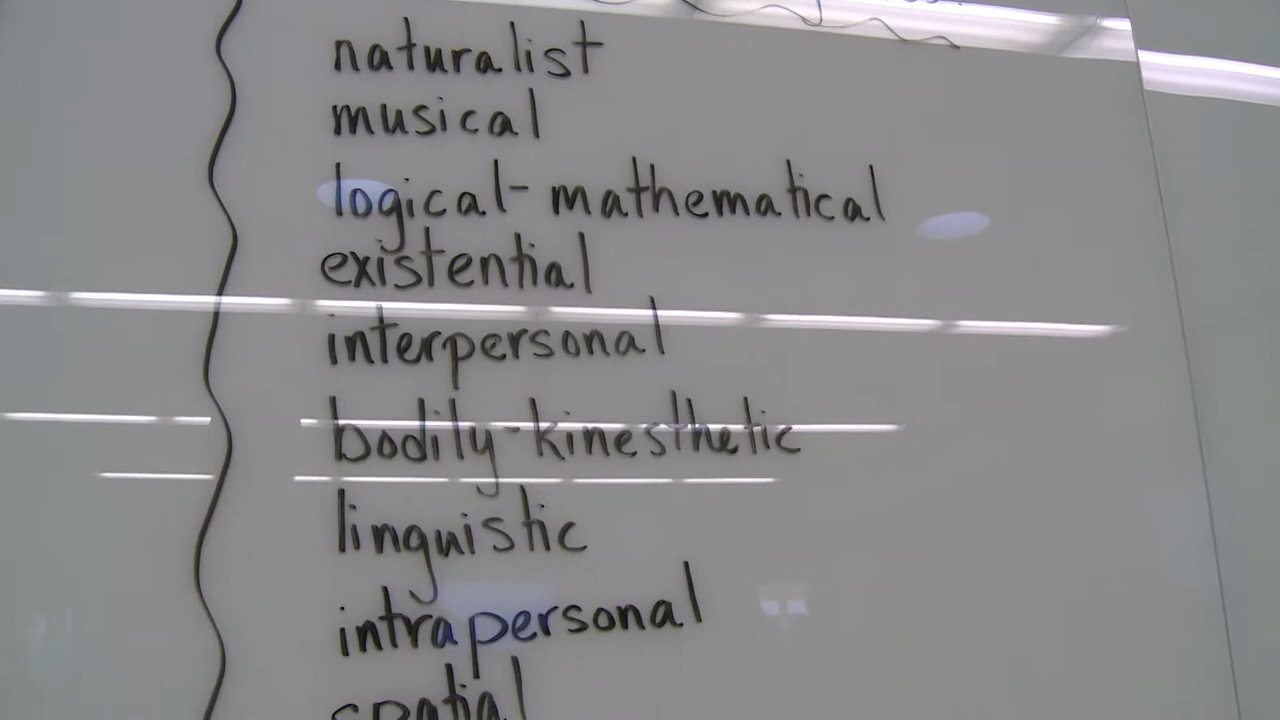 naturalist
musical
logical-mathematical
existential
interpersonal
bodily-kinesthetic
linguistic
intrapersonal
spatial